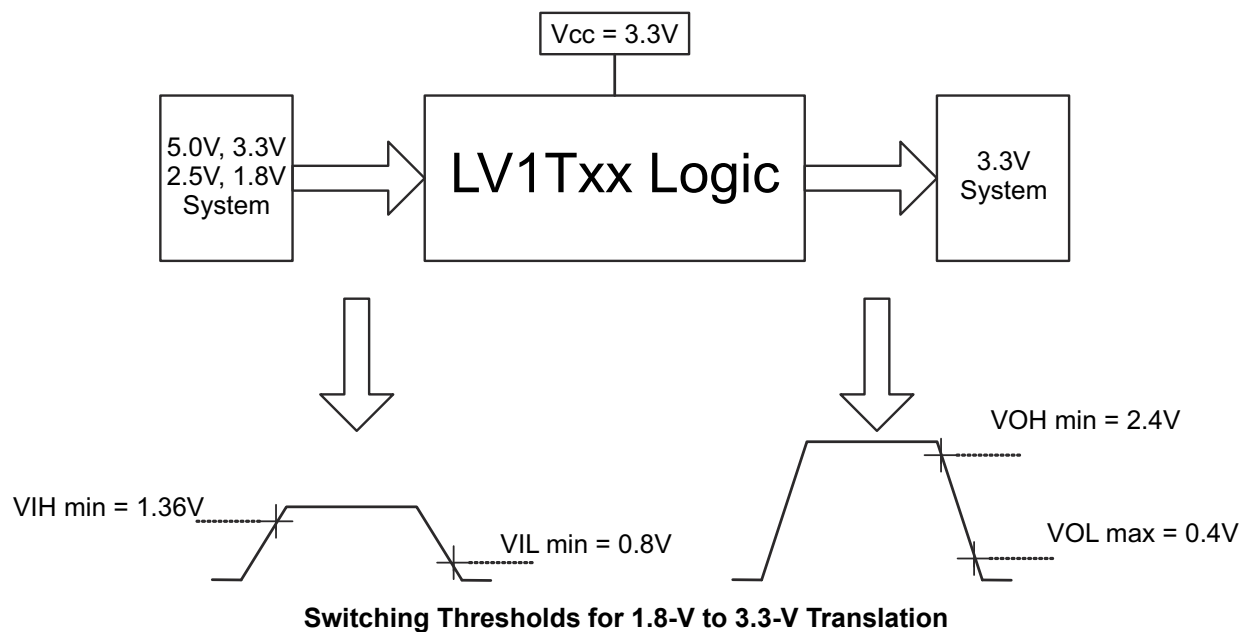 Vcc = 3.3V
5.0V, 3.3V
2.5V, 1.8V
System
LV1Txx Logic
3.3V
System
VOH min = 2.4V
VIH min = 1.36V
VIL min = 0.8V
VOL max = 0.4V
Switching Thresholds for 1.8-V to 3.3-V Translation